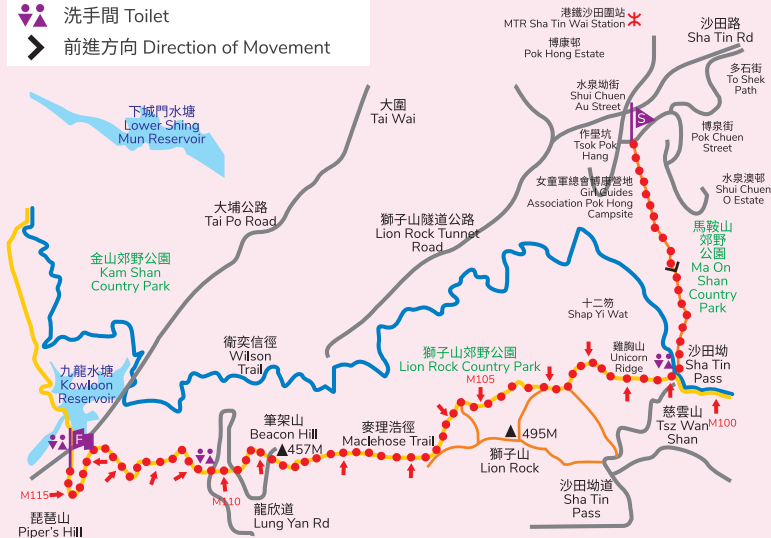 洗手間 Toilet
前進方向 Direction of Movement
港鐵沙田圍站
MTR Sha Tin Wai Station
沙田路
Sha Tin Rd
博康邨
Pok Hong Estate
多石街
To Shek
Path
水泉坳街
Shui Chuen
Au Street
S
作壆坑
Tsok Pok
Hang
博泉街
Pok Chuen
Street
下城門水塘
Lower Shing
Mun Reservoir
大圍
Tai Wai
女童軍總會博康營地
Girl Guides
Association Pok Hong
Campsite
水泉澳邨
Shui Chuen
O Estate
大埔公路
Tai Po Road
獅子山隧道公路
Lion Rock Tunnet
Road
馬鞍山
郊野
公園
Ma On
Shan
Country
Park
金山郊野公園
Kam Shan
Country Park
十二笏
Shap Yi Wat
衛奕信徑
Wilson
Trail
獅子山郊野公園
Lion Rock Country Park
雞胸山
Unicorn
Ridge
沙田坳
Sha Tin
Pass
九龍水塘
Kowloon
Reservoir
M105
M100
筆架山
Beacon Hill
457M
麥理浩徑
Maclehose Trail
495M
獅子山
Lion Rock
慈雲山
Tsz Wan
Shan
F
M115
M110
琵琶山
Piper's Hill
龍欣道
Lung Yan Rd
沙田坳道
Sha Tin
Pass